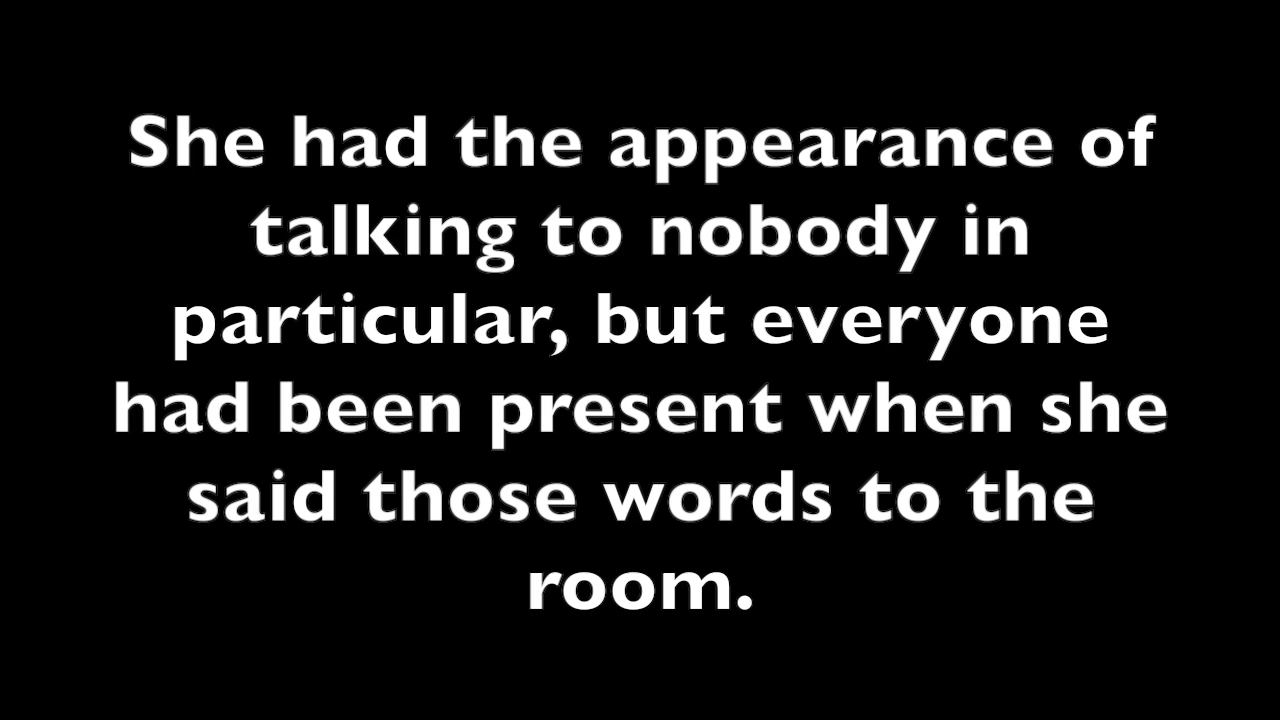 She had the appearance of
talking to nobody in
particular, but everyone
had been present when she
said those words to the
room.